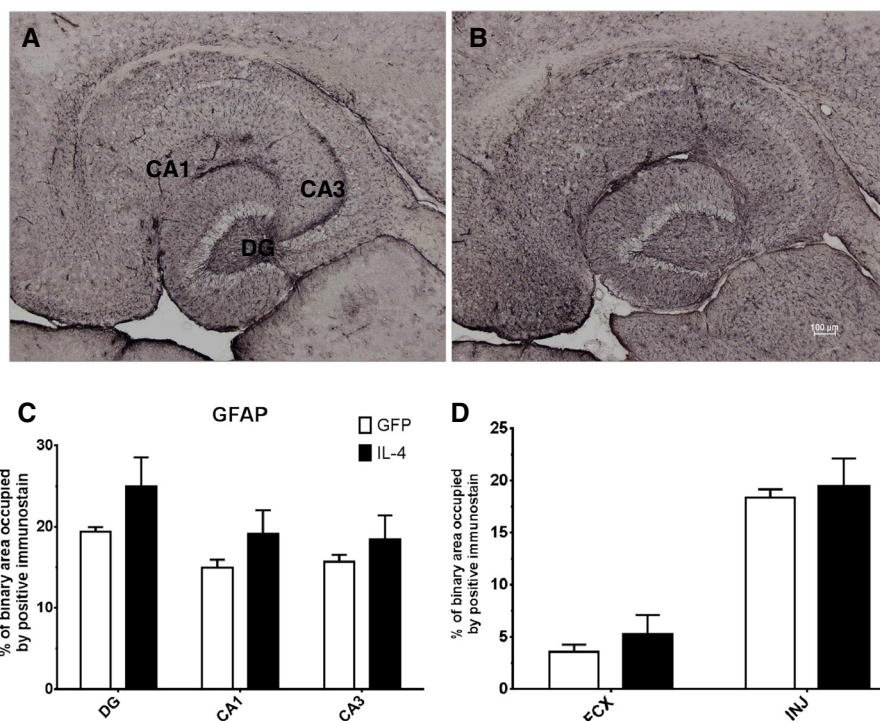 A
B
CA1
CA3
DG
100 µm
C
GFAP
GFP
IL-4
% of binary area occupied
by positive immunostain
30
20
10
0
DG
CA1
CA3
D
% of binary area occupied
by positive immunostain
25
20
15
10
5
0
FCX
INJ